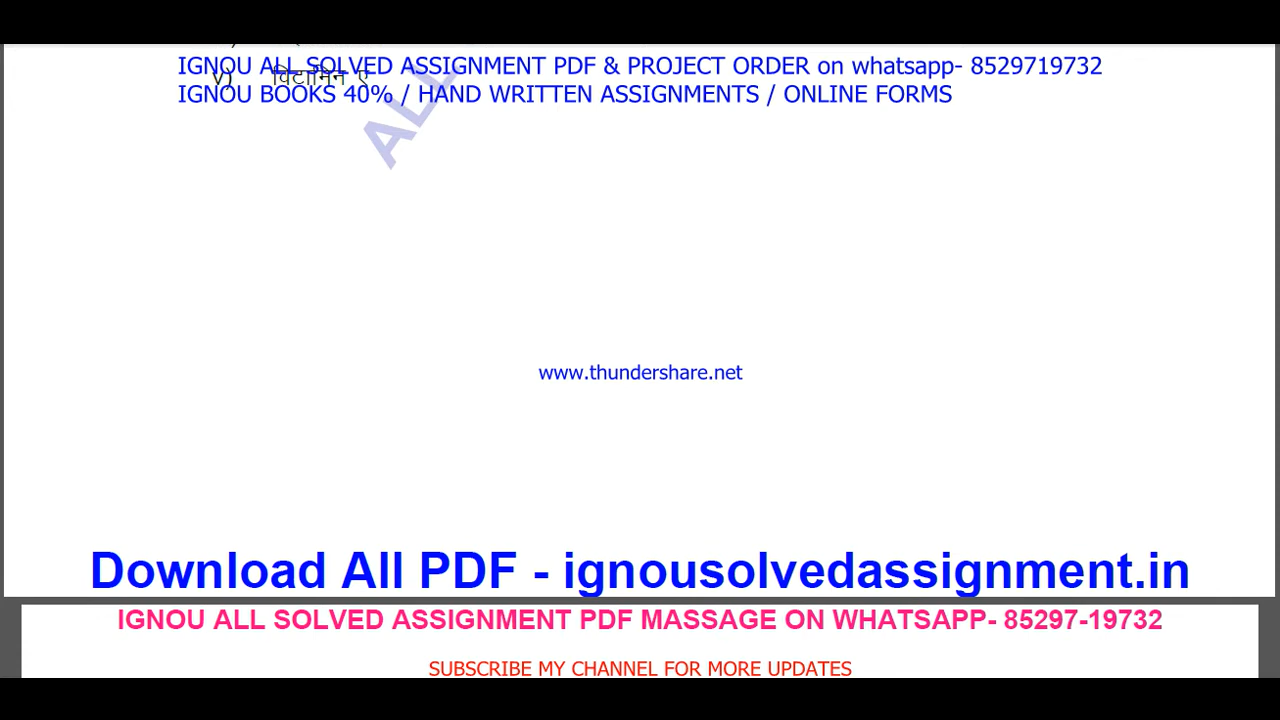 IGNOU ALL SOLVED ASSIGNMENT PDF & PROJECT ORDER on whatsapp- 8529719732
v) विटामिन ए
IGNOU BOOKS 40% / HAND WRITTEN ASSIGNMENTS / ONLINE FORMS
ALL
www.thundershare.net
Download All PDF - ignousolvedassignment.in
IGNOU ALL SOLVED ASSIGNMENT PDF MASSAGE ON WHATSAPP- 85297-19732
SUBSCRIBE MY CHANNEL FOR MORE UPDATES